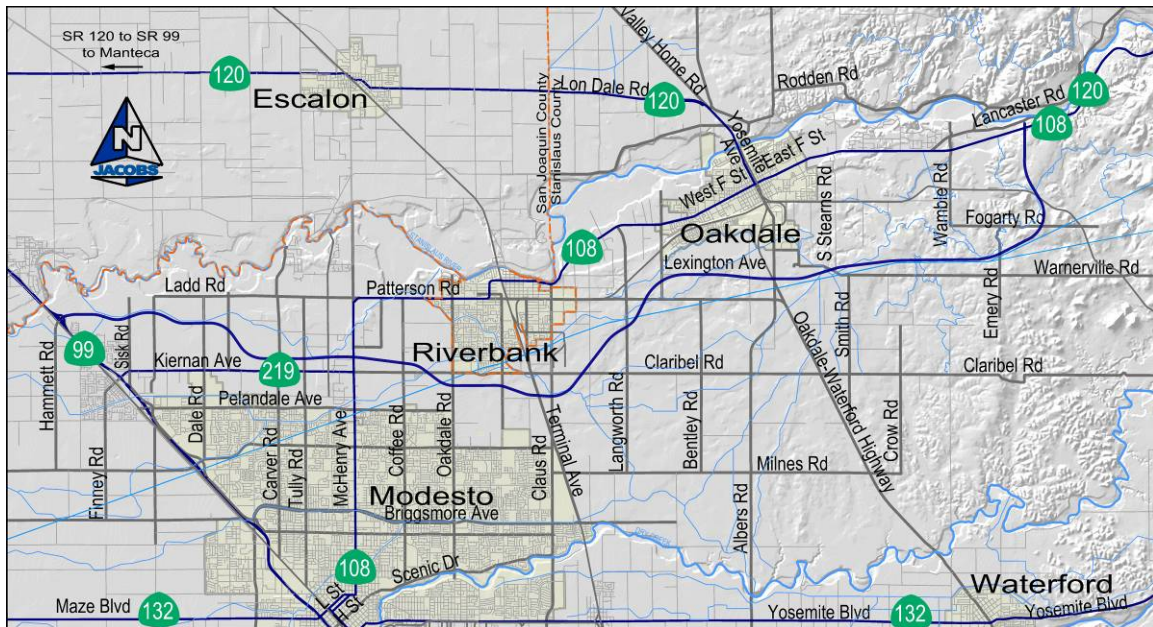 SR 120 to SR 99
to Manteca
120
Escalon
N
JACOBS
San Joaquin County
Stanislaus County
Valley Home Rd
Lon Dale Rd
120
Rodden Rd
Yosemite
Ave
Lancaster Rd
120
108
West F St
East F St
S Stearns Rd
Wamble Rd
Fogarty Rd
Oakdale
108
Lexington Ave
Warnerville Rd
Ladd Rd
Patterson Rd
Riverbank
99
Hammett Rd
Sisk Rd
Kiernan Ave
219
Claribel Rd
Smith Rd
Emery Rd
Claribel Rd
Pelandale Ave
Dale Rd
Finney Rd
Carver Rd
Tully Rd
McHenry Ave
Coffee Rd
Oakdale Rd
Claus Rd
Terminal Ave
Langworth Rd
Bentley Rd
Albers Rd
Oakdale-Waterford Highway
Crow Rd
Milnes Rd
Modesto
Briggsmore Ave
Scenic Dr
108
L St
H St
Maze Blvd
132
Yosemite Blvd
132
Waterford
Yosemite Blvd